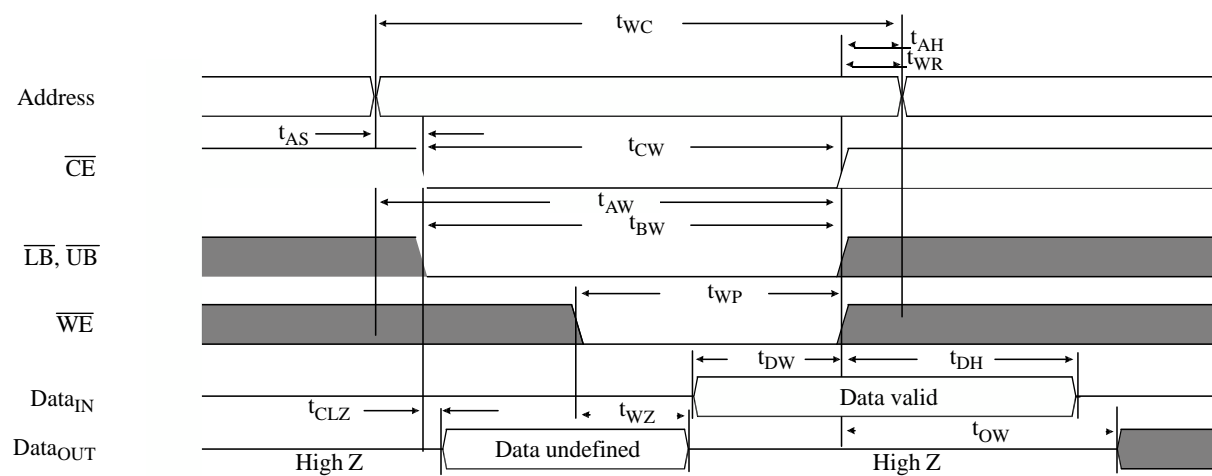 tWC
tAH
tWR
Address
tAS
tCW
CE
tAW
tBW
LB, UB
tWP
WE
tDW
tDH
DataIN
Data valid
tCLZ
tWZ
tOW
DataOUT
High Z
Data undefined
High Z